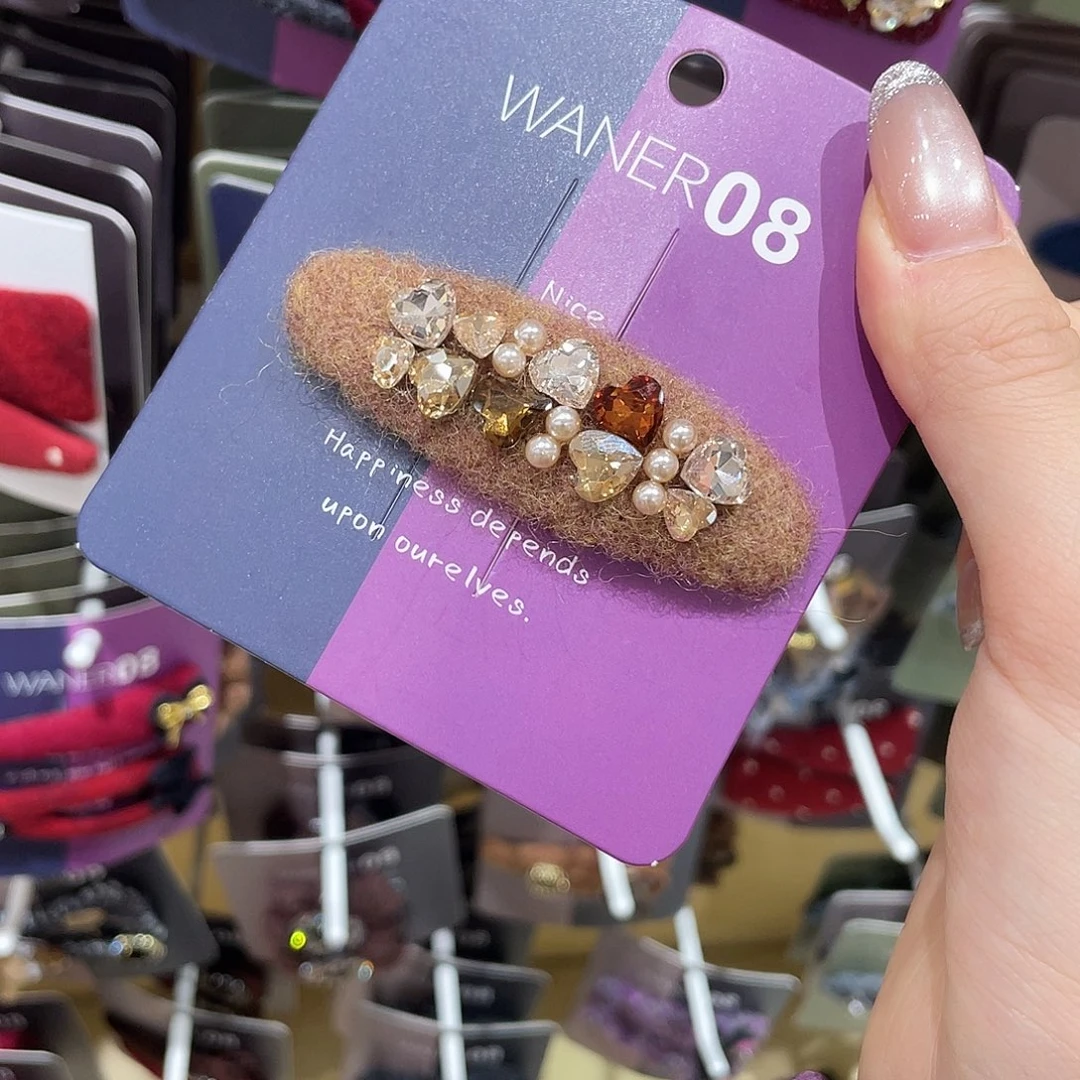 WANER08
Nice
Happiness depends
upon ourelves.
WANER08